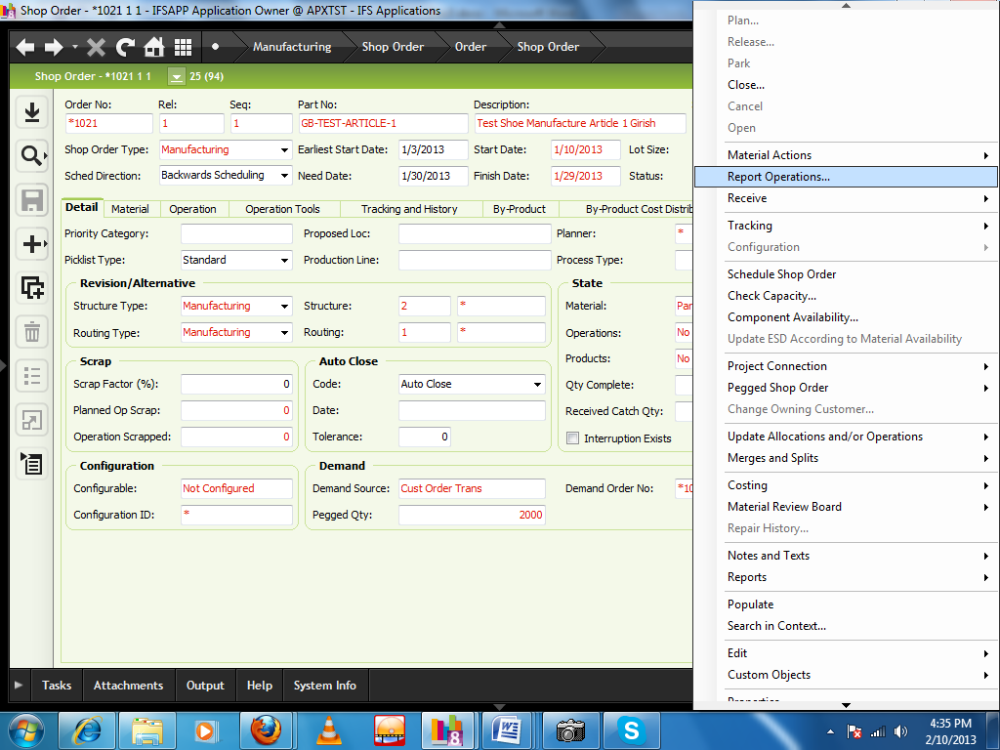 Shop Order - *1021 1 1 - IFSAPP Application Owner @ APXTST - IFS Applications
Manufacturing Shop Order Order Shop Order
Shop Order - *1021 1 1 25 (94)
Order No: Rel: Seq: Part No: Description:
*1021 1 1 GB-TEST-ARTICLE-1 Test Shoe Manufacture Article 1 Girish
Shop Order Type: Manufacturing Earliest Start Date: 1/3/2013 Start Date: 1/10/2013 Lot Size:
Sched Direction: Backwards Scheduling Need Date: 1/30/2013 Finish Date: 1/29/2013 Status:
Detail Material Operation Operation Tools Tracking and History By-Product By-Product Cost Distrib
Priority Category: Proposed Loc: Planner: *
Picklist Type: Standard Production Line: Process Type:
Revision/Alternative
Structure Type: Manufacturing Structure: 2 *
Routing Type: Manufacturing Routing: 1 *
State
Material: Par
Operations: No
Products: No
Qty Complete:
Received Catch Qty:
Interruption Exists
Scrap
Scrap Factor (%): 0
Planned Op Scrap: 0
Operation Scrapped: 0
Auto Close
Code: Auto Close
Date:
Tolerance: 0
Configuration
Configurable: Not Configured
Configuration ID: *
Demand
Demand Source: Cust Order Trans Demand Order No: *10
Pegged Qty: 2000
Plan...
Release...
Park
Close...
Cancel
Open
Material Actions
Report Operations...
Receive
Tracking
Configuration
Schedule Shop Order
Check Capacity...
Component Availability...
Update ESD According to Material Availability
Project Connection
Pegged Shop Order
Change Owning Customer...
Update Allocations and/or Operations
Merges and Splits
Costing
Material Review Board
Repair History...
Notes and Texts
Reports
Populate
Search in Context...
Edit
Custom Objects
Properties
Tasks Attachments Output Help System Info
8
4:35 PM
2/10/2013